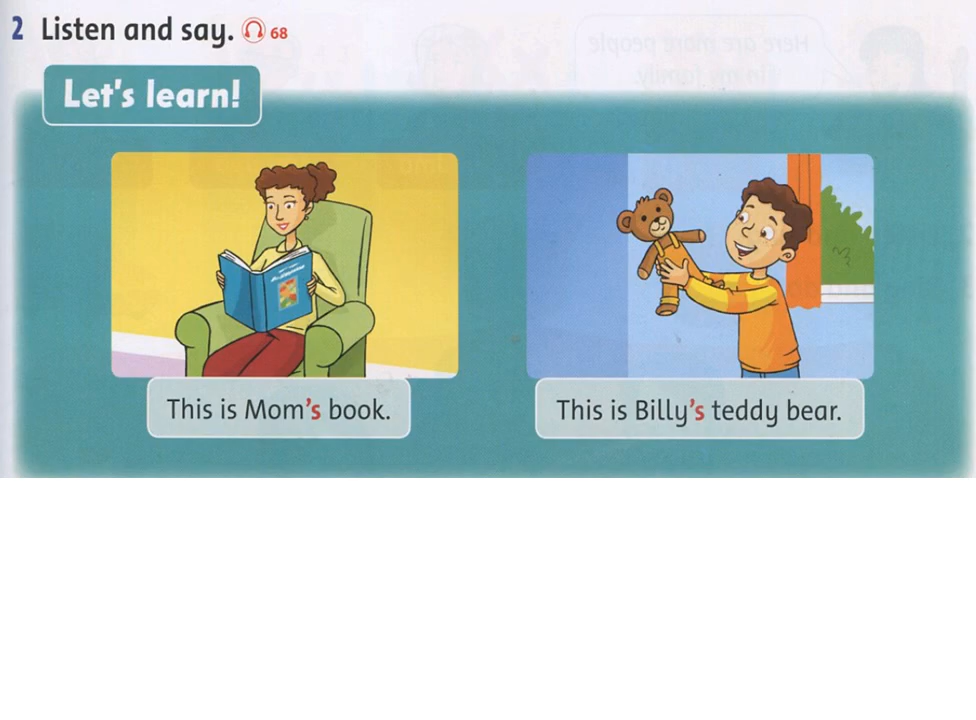 2 Listen and say. 68
Let's learn!
This is Mom's book.
This is Billy's teddy bear.